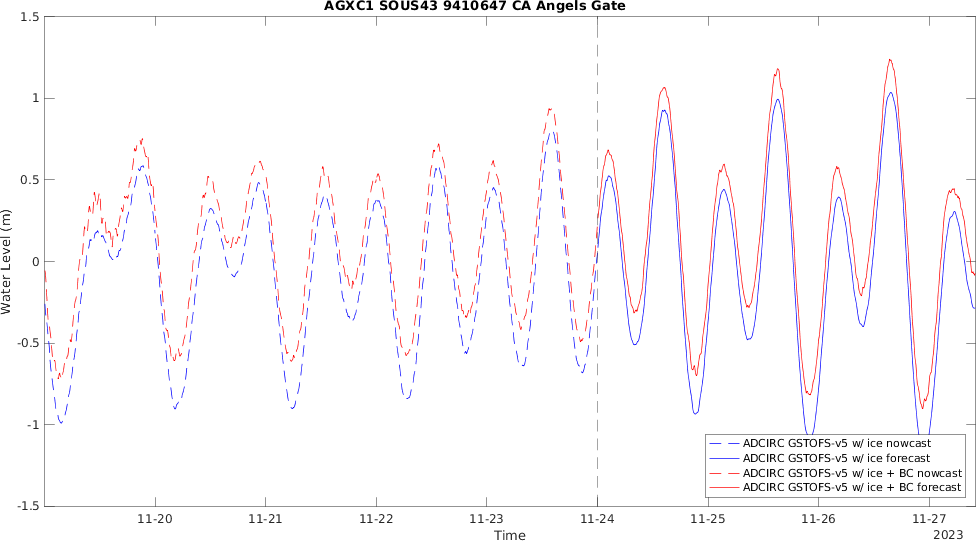 AGXC1 SOUS43 9410647 CA Angels Gate
1.5
1
0.5
0
-0.5
-1
-1.5
Water Level (m)
ADCIRC GSTOFS-v5 w/ ice nowcast
ADCIRC GSTOFS-v5 w/ ice forecast
ADCIRC GSTOFS-v5 w/ ice + BC nowcast
ADCIRC GSTOFS-v5 w/ ice + BC forecast
11-20 11-21 11-22 11-23 11-24 11-25 11-26 11-27
Time
2023